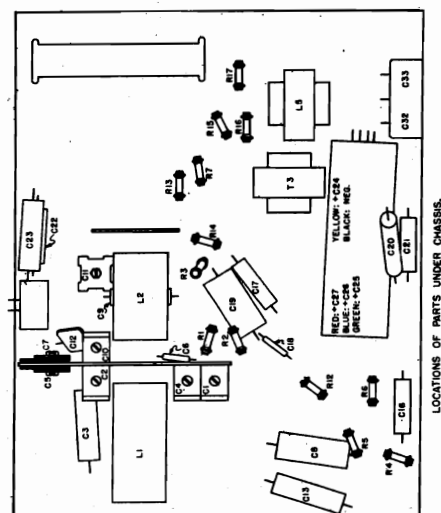 R17
C33
C32
L5
R15
R16
R7
R13
T3
YELLOW: +C24
BLACK: NEG.
RED: +C27
BLUE: +C26
GREEN: +C25
C20
C21
C23
C22
R14
R3
C17
C19
C11
C9
L2
C18
R1
R2
C6
C7
C5
C12
C10
C2
C4
C1
C3
L1
R12
R6
C16
R5
R4
C8
C13
LOCATIONS OF PARTS UNDER CHASSIS.